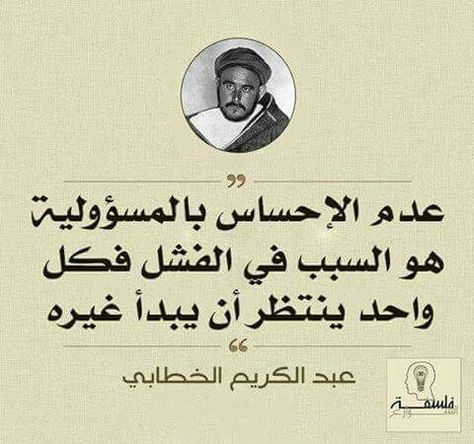 عدم الإحساس بالمسؤولية
هو السبب في الفشل فكل
واحد ينتظر أن يبدأ غيره
عبد الكريم الخطابي
فلسفة